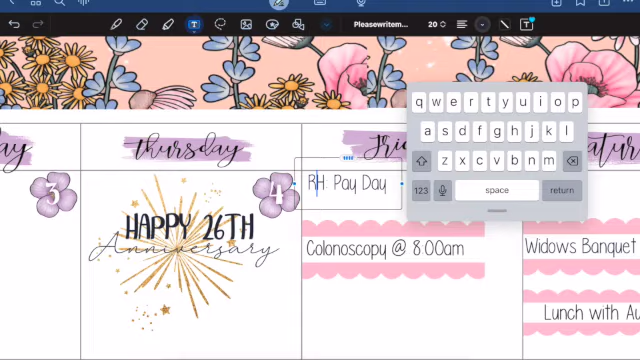 Pleasewritem... 20
thursday
Fri
atur
3
4
RH: Pay Day
HAPPY 26TH
Anniversary
Colonoscopy @ 8:00am
Widows Banquet
Lunch with Au
q w e r t y u i o p
a s d f g h j k l
z x c v b n m
123 space return